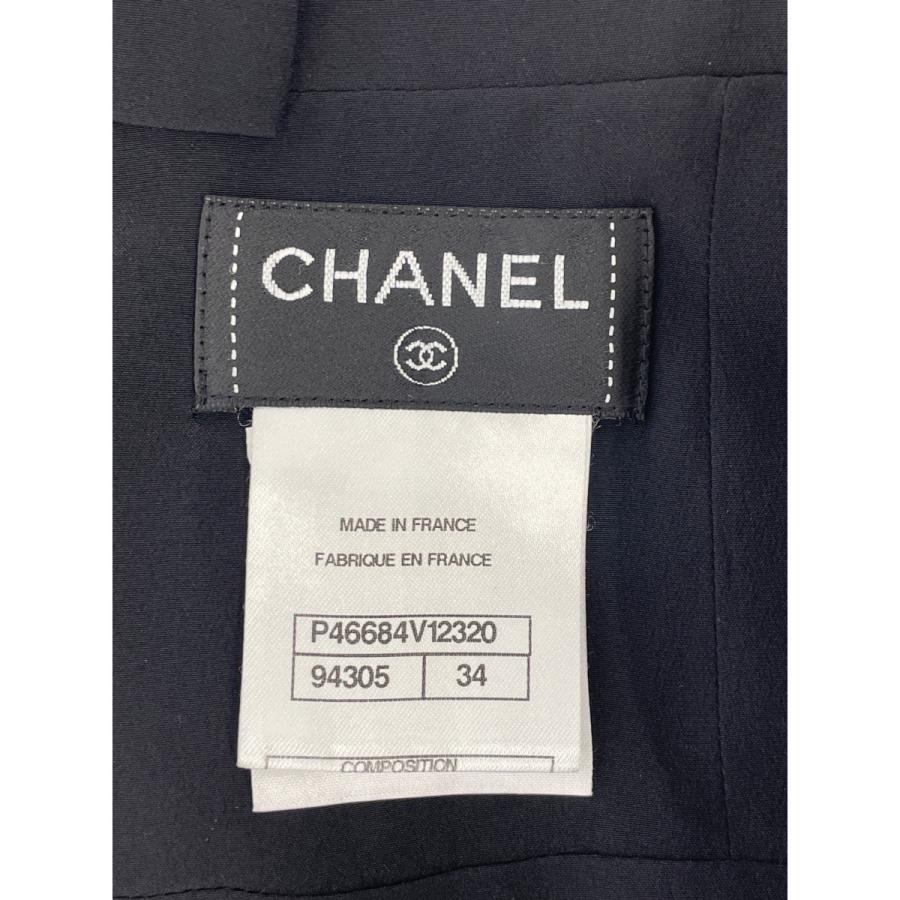 CHANEL
MADE IN FRANCE
FABRIQUE EN FRANCE
P46684V12320
94305 34
COMPOSITION